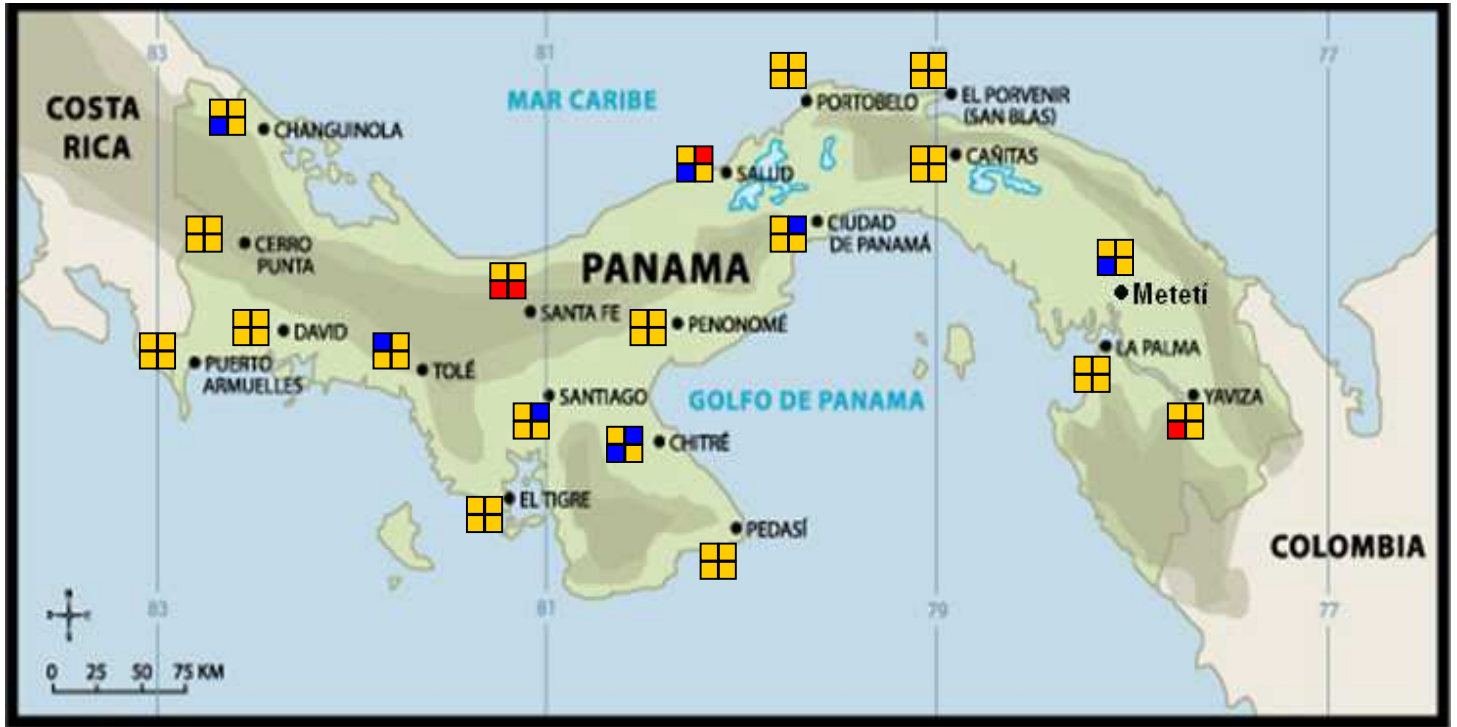 83
81
79
77
COSTA
RICA
MAR CARIBE
PORTOBELO
EL PORVENIR
(SAN BLAS)
CHANGUINOLA
CAÑITAS
SALUD
CERRO
PUNTA
CIUDAD
DE PANAMÁ
PANAMA
Metetí
SANTA FE
PENONOMÉ
DAVID
LA PALMA
PUERTO
ARMUELLES
TOLÉ
SANTIAGO
GOLFO DE PANAMA
YAVIZA
CHITRÉ
EL TIGRE
PEDASÍ
COLOMBIA
83
81
79
77
0 25 50 75 KM